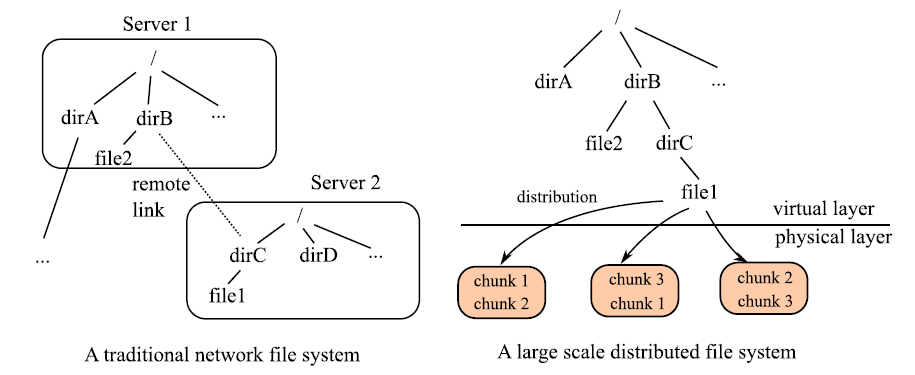 Server 1
/
dirA
dirB
...
file2
remote
link
...
Server 2
/
dirC
dirD
...
file1
A traditional network file system
/
dirA
dirB
...
file2
dirC
file1
distribution
virtual layer
physical layer
chunk 1
chunk 2
chunk 3
chunk 1
chunk 2
chunk 3
A large scale distributed file system